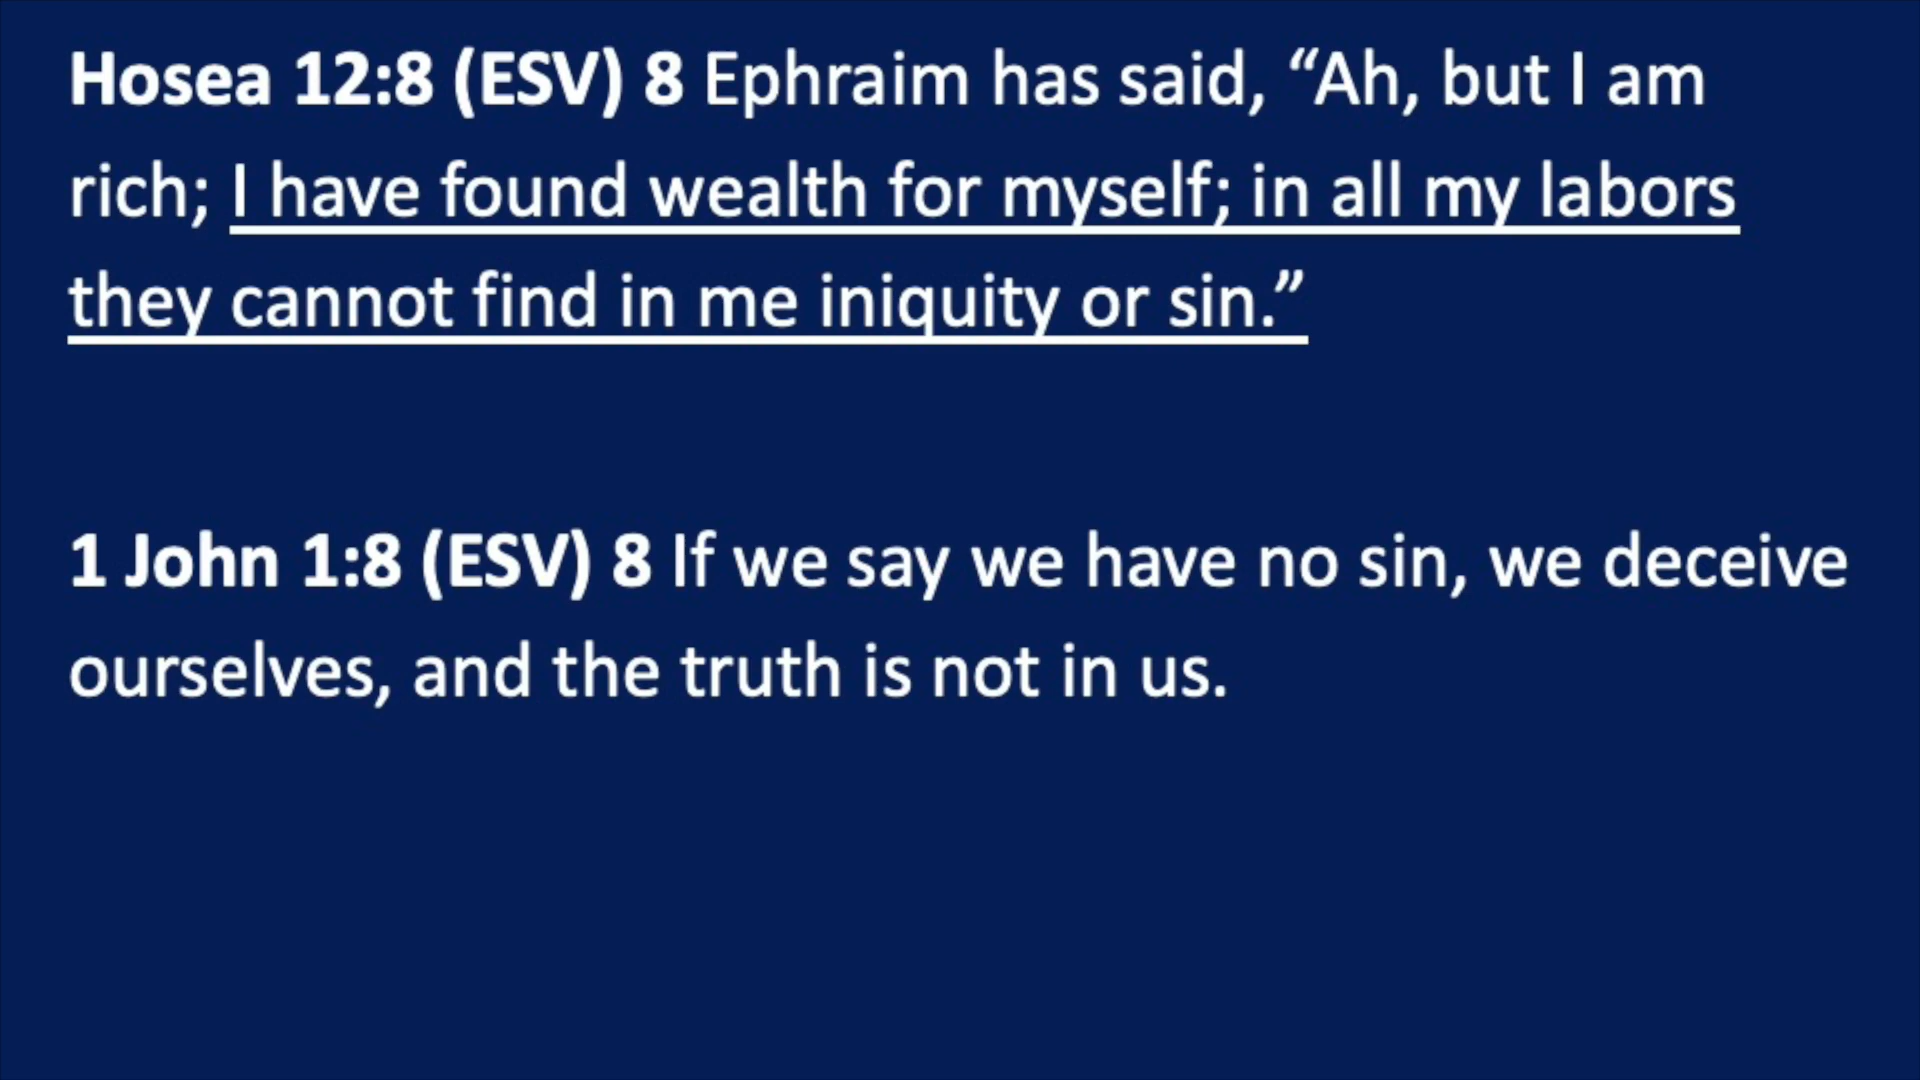 Hosea 12:8 (ESV) 8 Ephraim has said, “Ah, but I am
rich; I have found wealth for myself; in all my labors
they cannot find in me iniquity or sin.”
1 John 1:8 (ESV) 8 If we say we have no sin, we deceive
ourselves, and the truth is not in us.